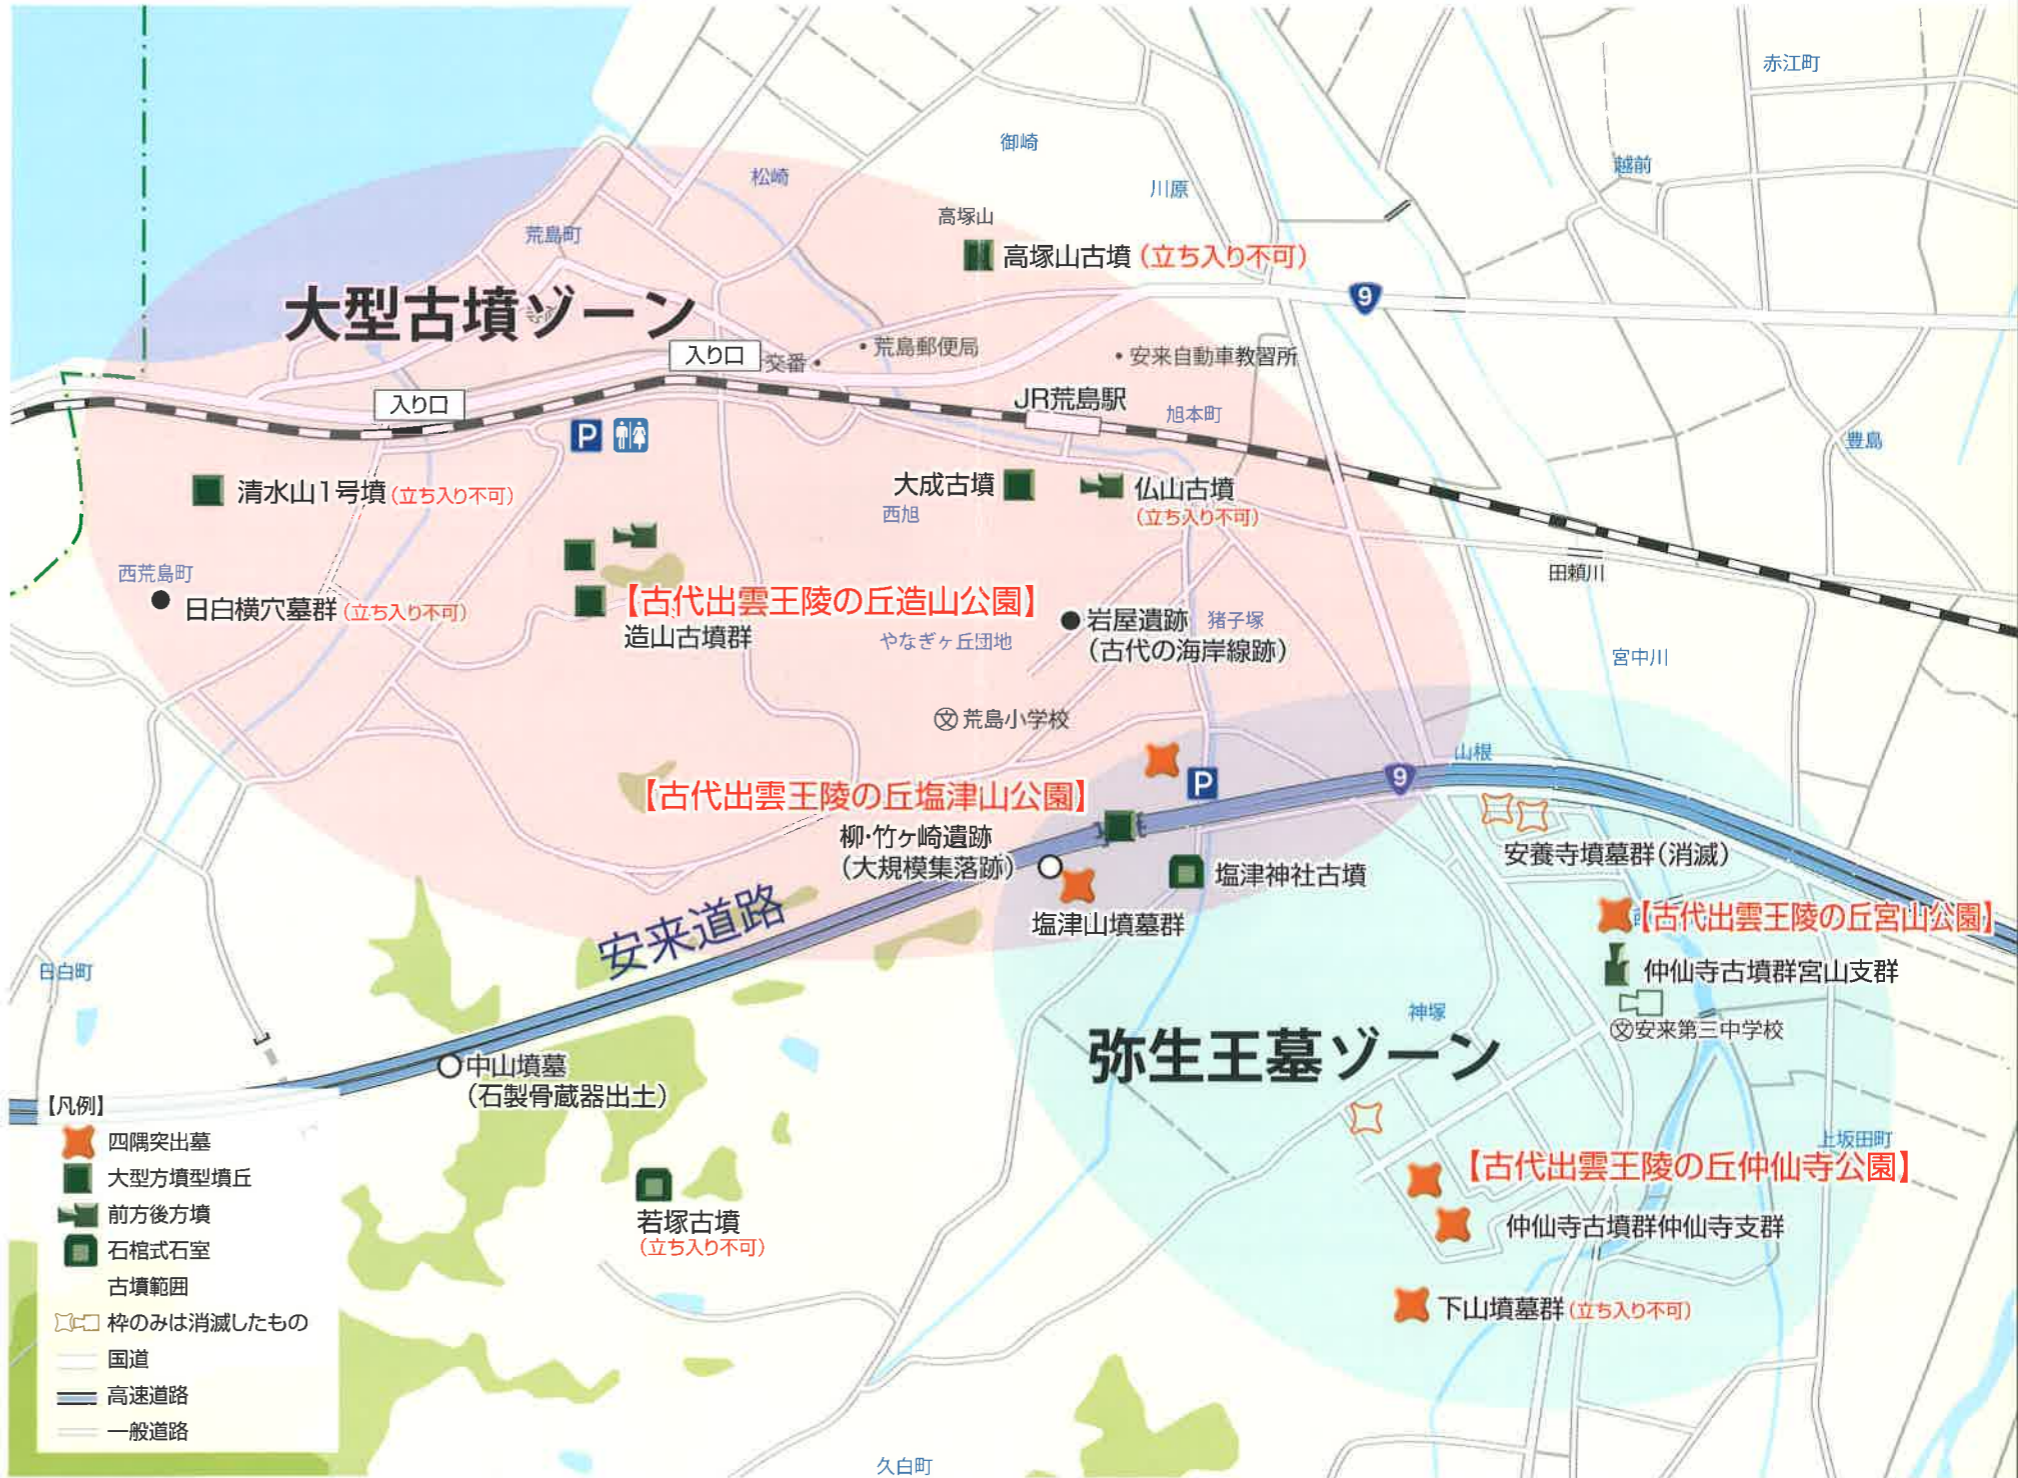 赤江町
御崎
越前
松崎
川原
高塚山
荒島町
高塚山古墳(立ち入り不可)
大型古墳ゾーン
9
入り口
交番
荒島郵便局
安来自動車教習所
入り口
JR荒島駅
旭本町
P
豊島
清水山1号墳(立ち入り不可)
大成古墳
仏山古墳
(立ち入り不可)
西旭
西荒島町
田頼川
日白横穴墓群(立ち入り不可)
【古代出雲王陵の丘造山公園】
造山古墳群
やなぎヶ丘団地
岩屋遺跡
(古代の海岸線跡)
猪子塚
宮中川
文 荒島小学校
山根
【古代出雲王陵の丘塩津山公園】
P
9
柳・竹ヶ崎遺跡
(大規模集落跡)
安養寺墳墓群(消滅)
塩津神社古墳
塩津山墳墓群
安来道路
【古代出雲王陵の丘宮山公園】
日白町
仲仙寺古墳群宮山支群
神塚
文安来第三中学校
弥生王墓ゾーン
中山墳墓
(石製骨蔵器出土)
上坂田町
【古代出雲王陵の丘仲仙寺公園】
若塚古墳
(立ち入り不可)
仲仙寺古墳群仲仙寺支群
下山墳墓群(立ち入り不可)
久白町
【凡例】
四隅突出墓
大型方墳型墳丘
前方後方墳
石棺式石室
古墳範囲
枠のみは消滅したもの
国道
高速道路
一般道路